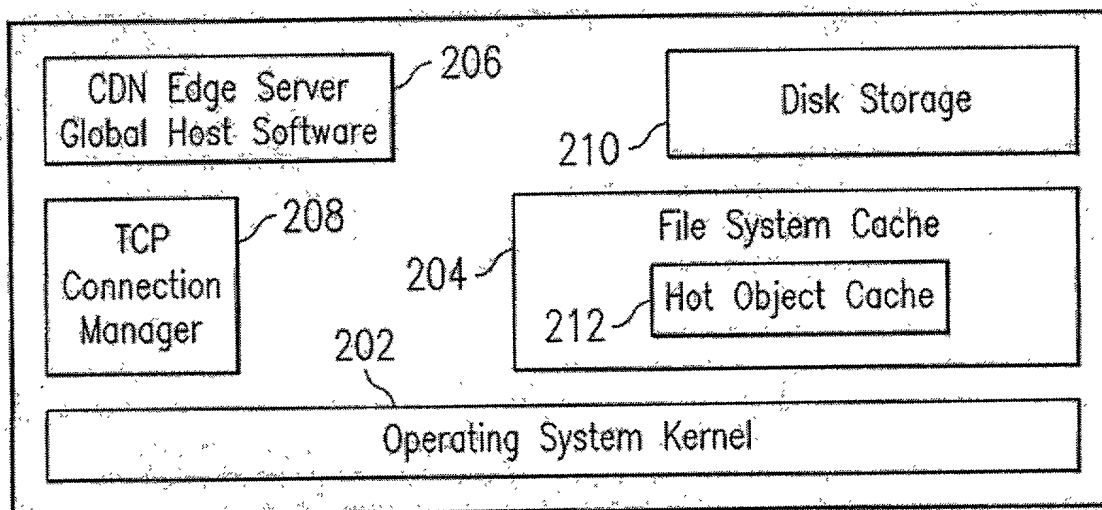 CDN Edge Server
Global Host Software
206
Disk Storage
210
TCP
Connection
Manager
208
File System Cache
204
Hot Object Cache
212
202
Operating System Kernel